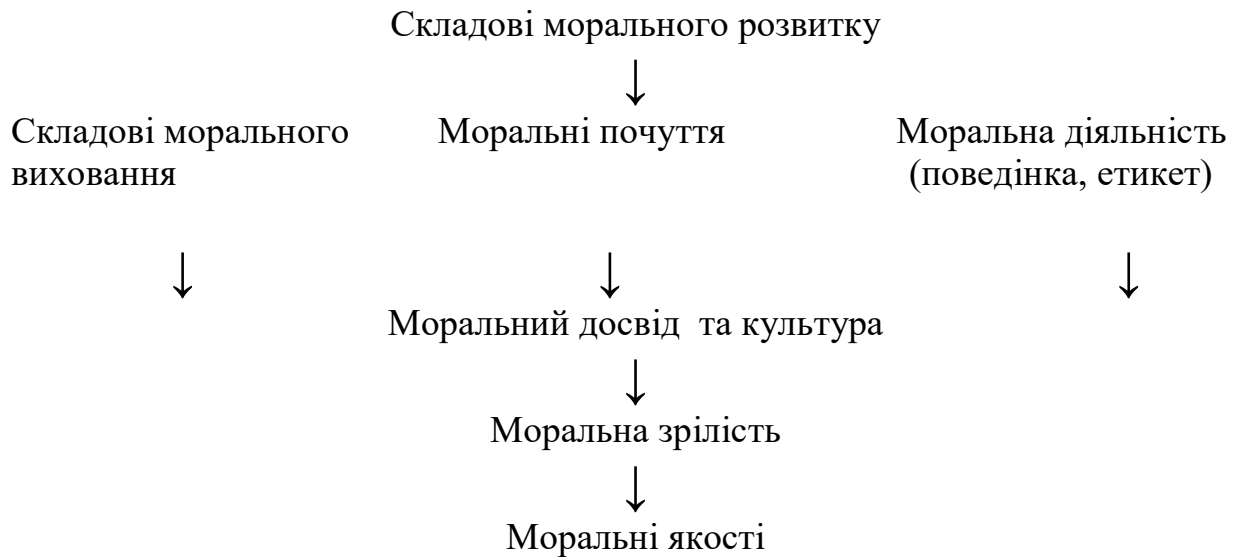 Складові морального розвитку
Складові морального виховання
Моральні почуття
Моральна діяльність (поведінка, етикет)
Моральний досвід та культура
Моральна зрілість
Моральні якості